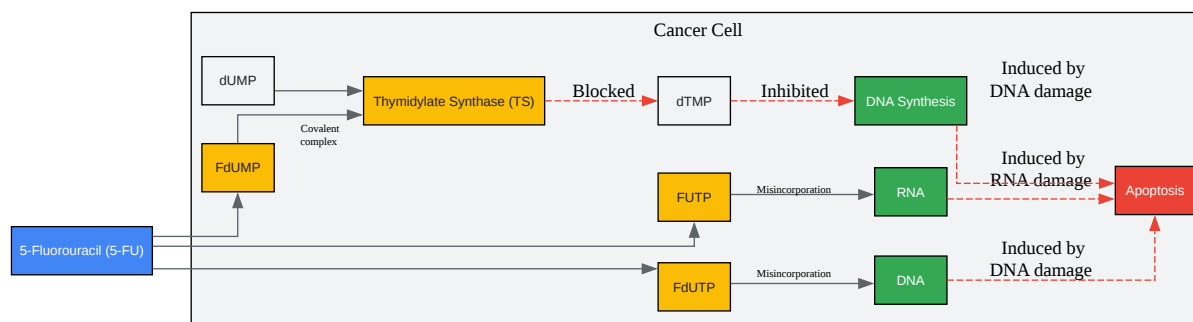 Cancer Cell
dUMP
Thymidylate Synthase (TS)
Blocked
dTMP
Inhibited
DNA Synthesis
Induced by
DNA damage
Covalent
complex
FdUMP
Induced by
RNA damage
FUTP
Misincorporation
RNA
Apoptosis
5-Fluorouracil (5-FU)
FdUTP
Misincorporation
DNA
Induced by
DNA damage